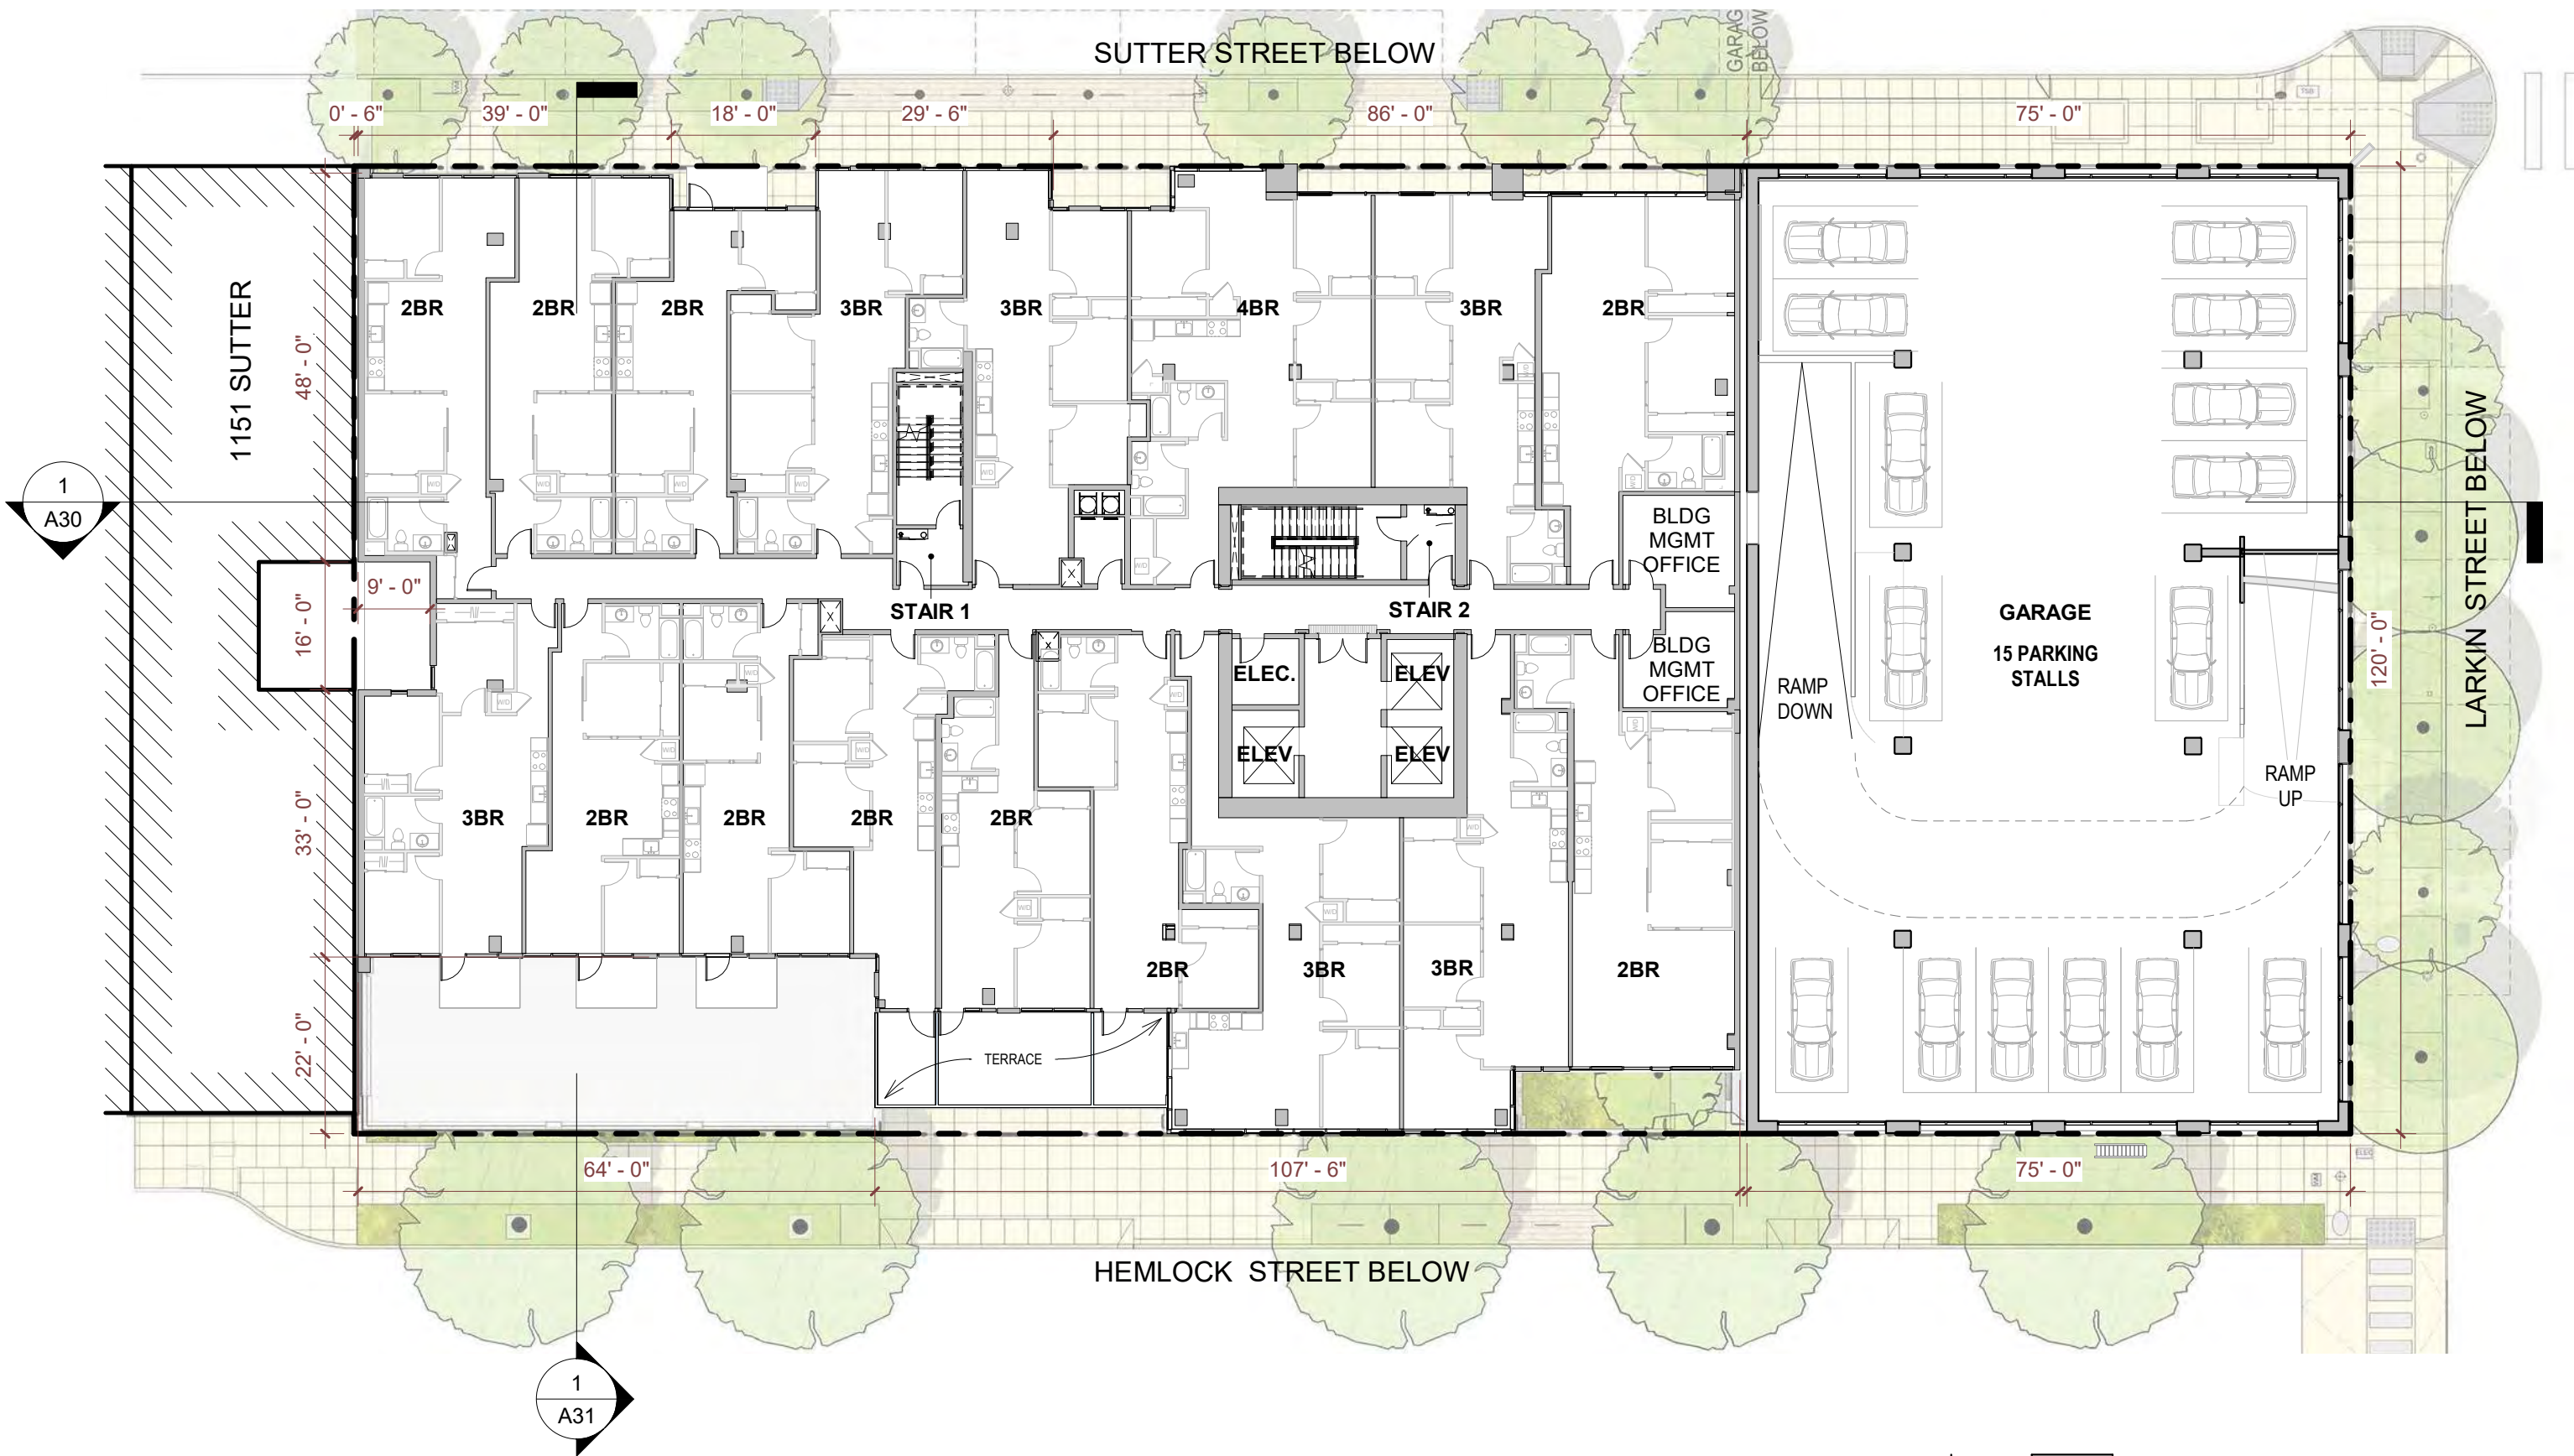 SUTTER STREET BELOW
GARAG
BELOW
0' - 6"
39' - 0"
18' - 0"
29' - 6"
86' - 0"
75' - 0"
1151 SUTTER
48' - 0"
16' - 0"
9' - 0"
33' - 0"
22' - 0"
1
A30
2BR
2BR
2BR
3BR
3BR
4BR
3BR
2BR
W/D
W/D
W/D
W/D
W/D
W/D
W/D
BLDG
MGMT
OFFICE
STAIR 1
STAIR 2
X
X
X
BLDG
MGMT
OFFICE
ELEC.
ELEV
ELEV
ELEV
W/D
W/D
W/D
W/D
W/D
W/D
W/D
W/D
W/D
3BR
2BR
2BR
2BR
2BR
2BR
3BR
3BR
2BR
TERRACE
GARAGE
15 PARKING
STALLS
RAMP
DOWN
RAMP
UP
120' - 0"
LARKIN STREET BELOW
64' - 0"
107' - 6"
75' - 0"
HEMLOCK STREET BELOW
1
A31